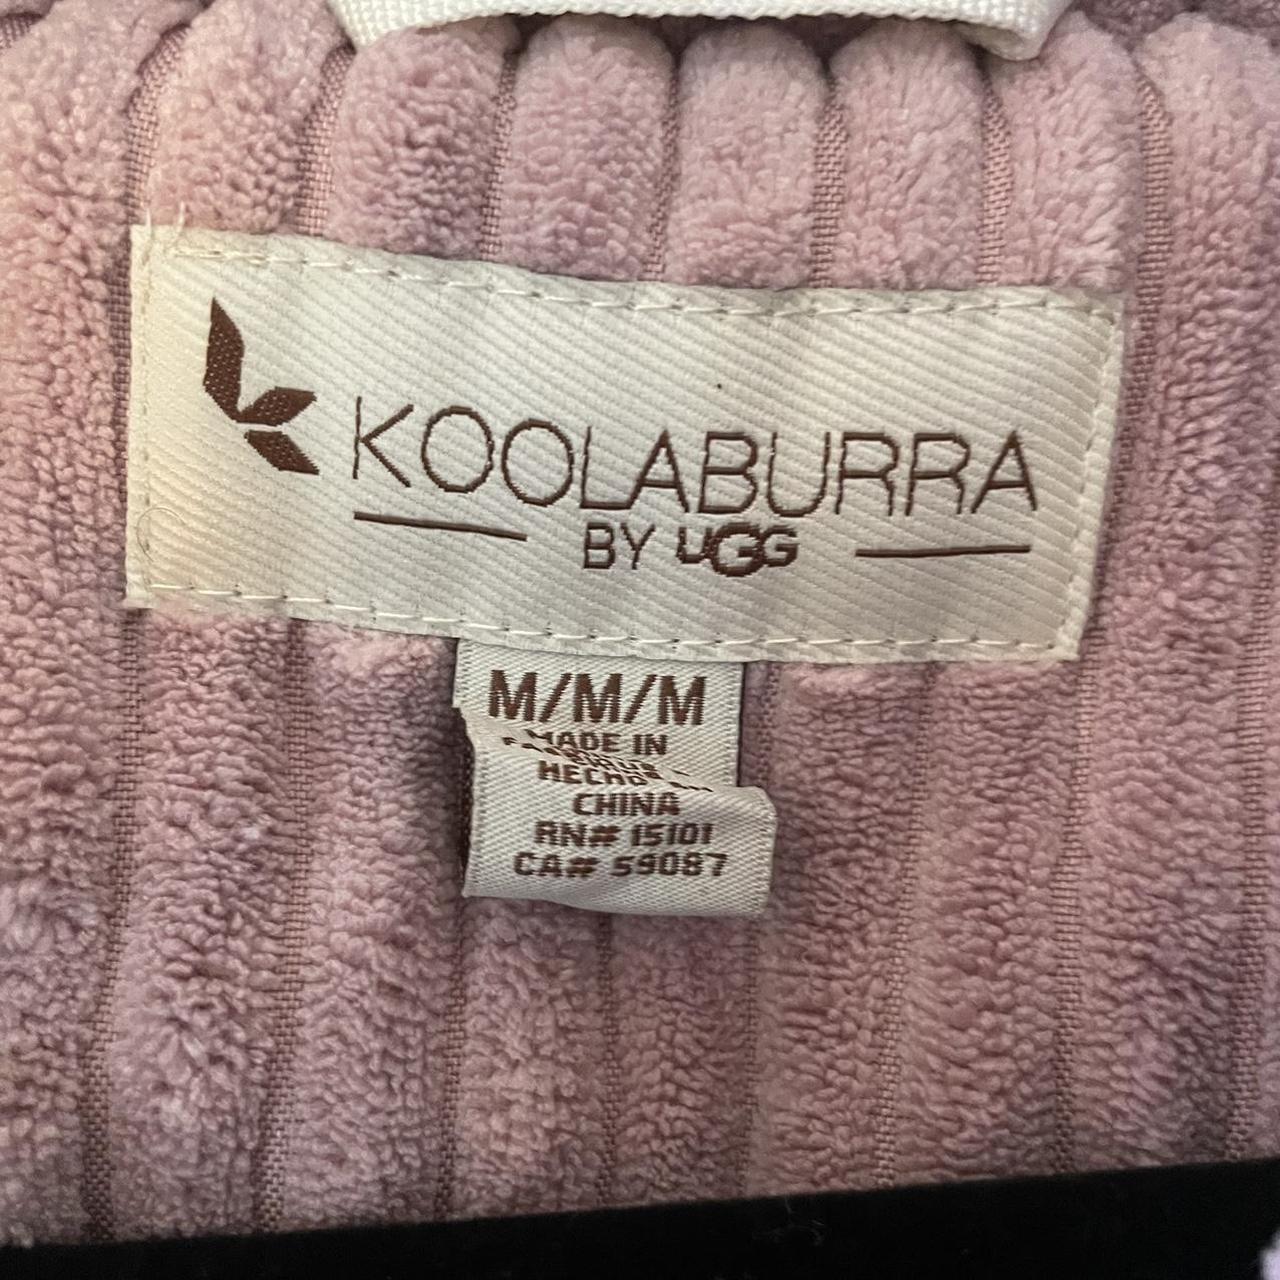 KOOLABURRA
BY UGG
M/M/M
MADE IN
HECHO
CHINA
RN# 15101
CA# 59087